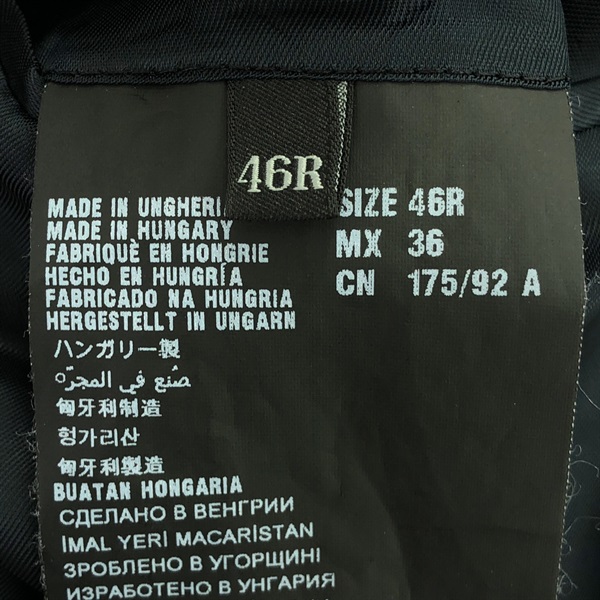 46R
MADE IN
MADE IN HUNGARY
FABRIQUÈ EN HONGRIE
HECHO EN HUNGRÍA
FABRICADO NA HUNGRIA
HERGESTELLT IN UNGARN
ハンガリー製
صُنع في المجرّه
匈牙利制造
헝가리산
匈牙利製造
BUATAN HONGARIA
СДЕЛАНО В ВЕНГРИИ
IMAL YERİ MACARİSTAN
ЗРОБЛЕНО В УГОРЩИНІ
ИЗРАБОТЕНО В УНГАРИЯ
SIZE 46R
MX 36
CN 175/92 A